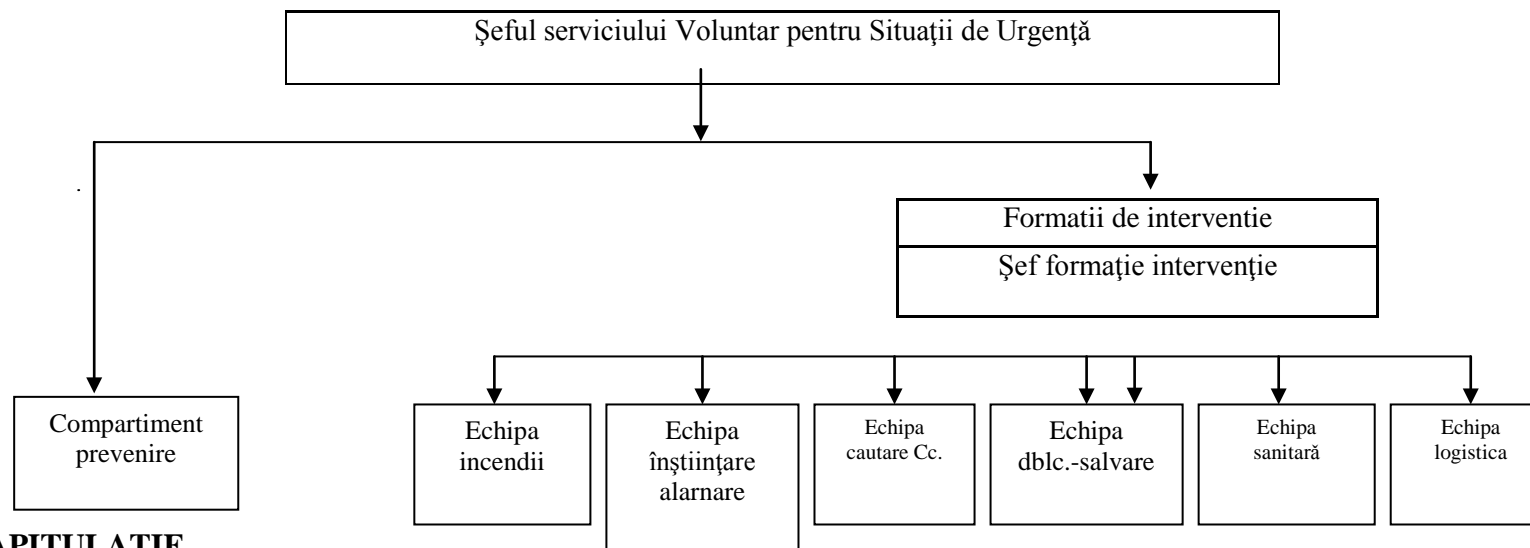 Şeful serviciului Voluntar pentru Situaţii de Urgenţă
Formatii de interventie
Şef formaţie intervenţie
Compartiment
prevenire
Echipa
incendii
Echipa
înştiinţare
alarnare
Echipa
cautare Cc.
Echipa
dblc.-salvare
Echipa
sanitară
Echipa
logistica